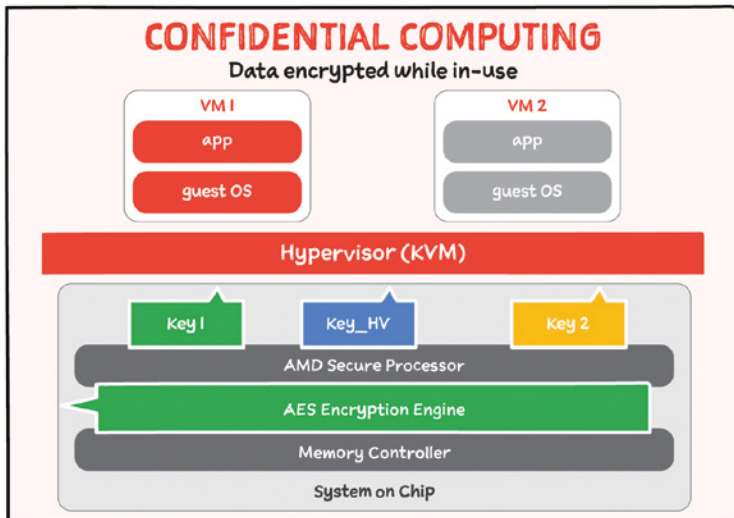 CONFIDENTIAL COMPUTING
Data encrypted while in-use
VM 1
VM 2
app
app
guest OS
guest OS
Hypervisor (KVM)
Key 1
Key_HV
Key 2
AMD Secure Processor
AES Encryption Engine
Memory Controller
System on Chip